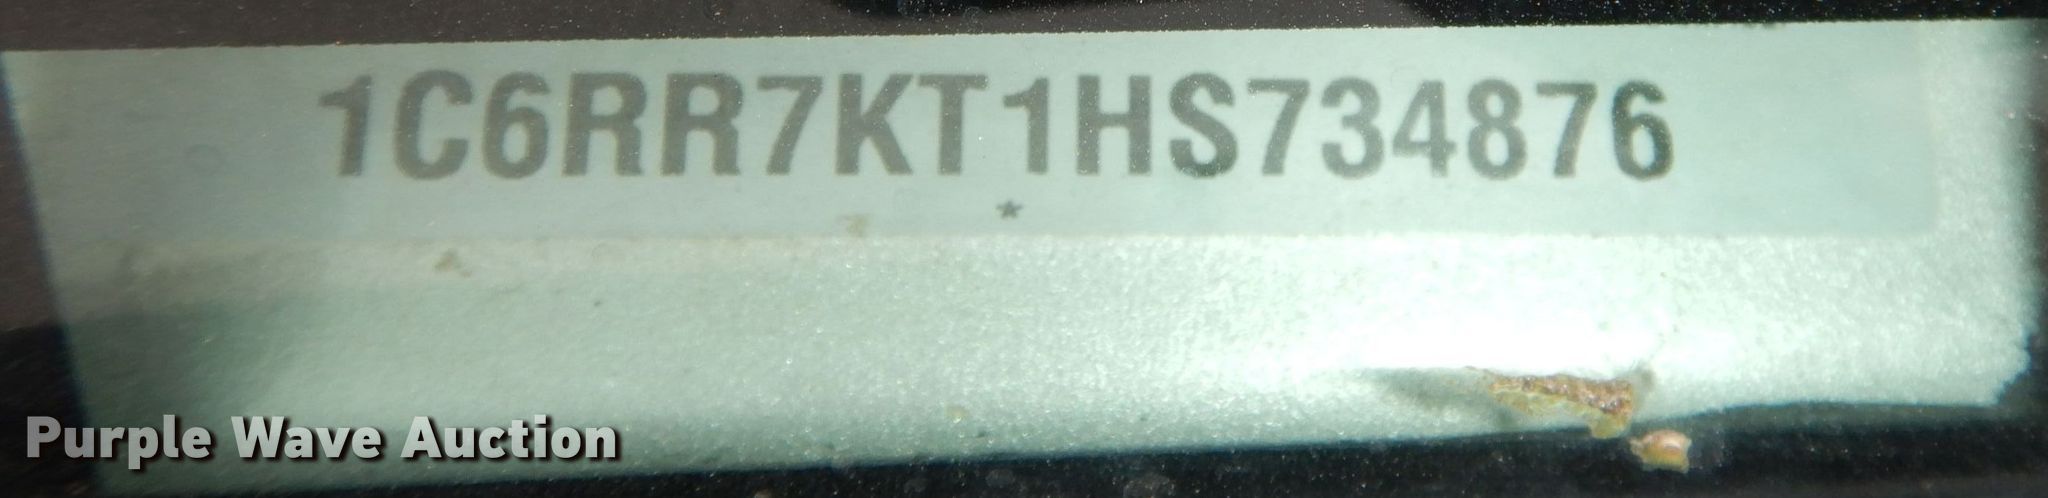 1C6RR7KT1HS734876
*
Purple Wave Auction